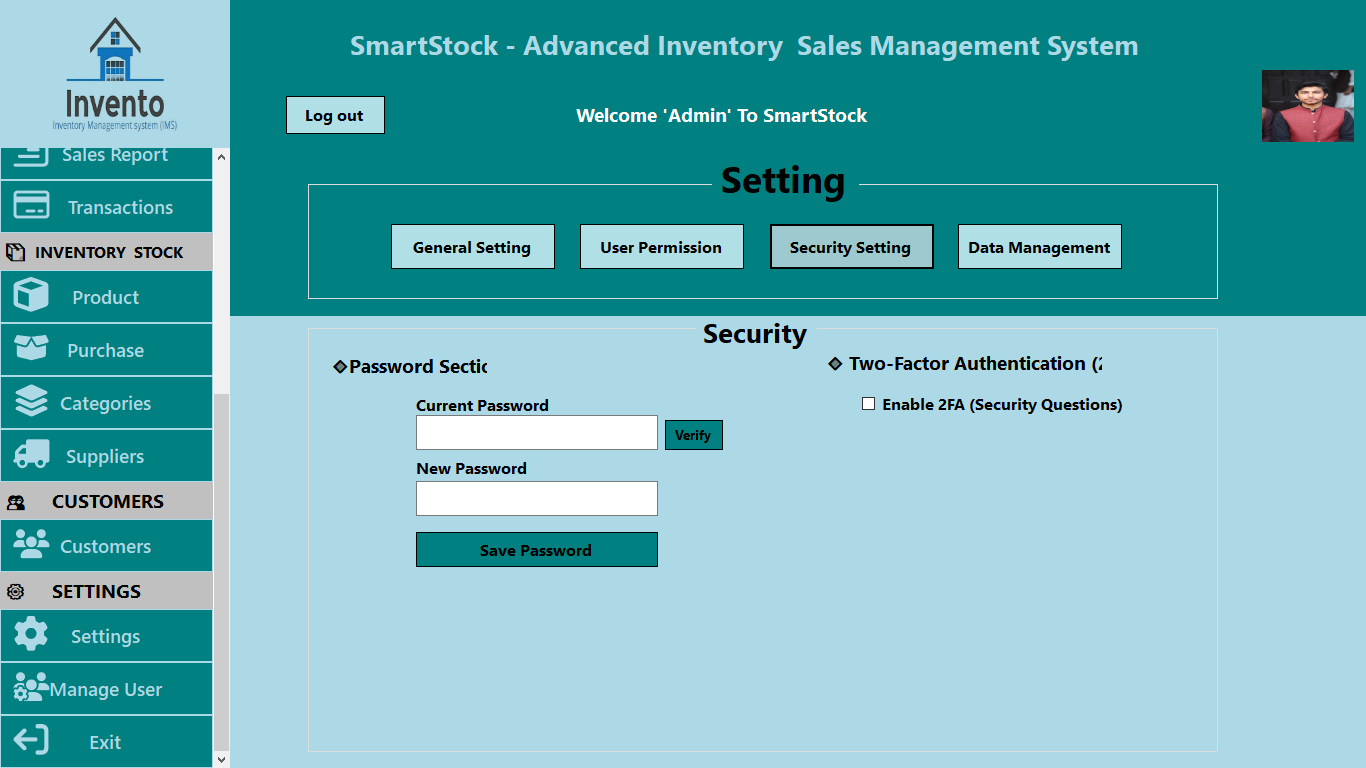 Invento
Inventory Management system (IMS)
Sales Report
Transactions
INVENTORY STOCK
Product
Purchase
Categories
Suppliers
CUSTOMERS
Customers
SETTINGS
Settings
Manage User
Exit
SmartStock - Advanced Inventory Sales Management System
Log out
Welcome 'Admin' To SmartStock
Setting
General Setting
User Permission
Security Setting
Data Management
Security
Password Sectic
Current Password
Verify
New Password
Save Password
Two-Factor Authentication (2
Enable 2FA (Security Questions)